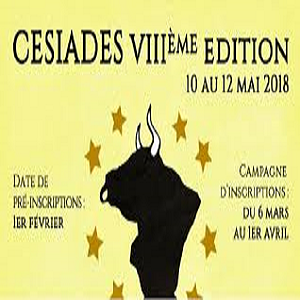 CESIADES VIIIÈME EDITION
10 AU 12 MAI 2018
DATE DE
PRÉ-INSCRIPTIONS :
1ER FÉVRIER
CAMPAGNE
D'INSCRIPTIONS :
DU 6 MARS
AU 1ER AVRIL